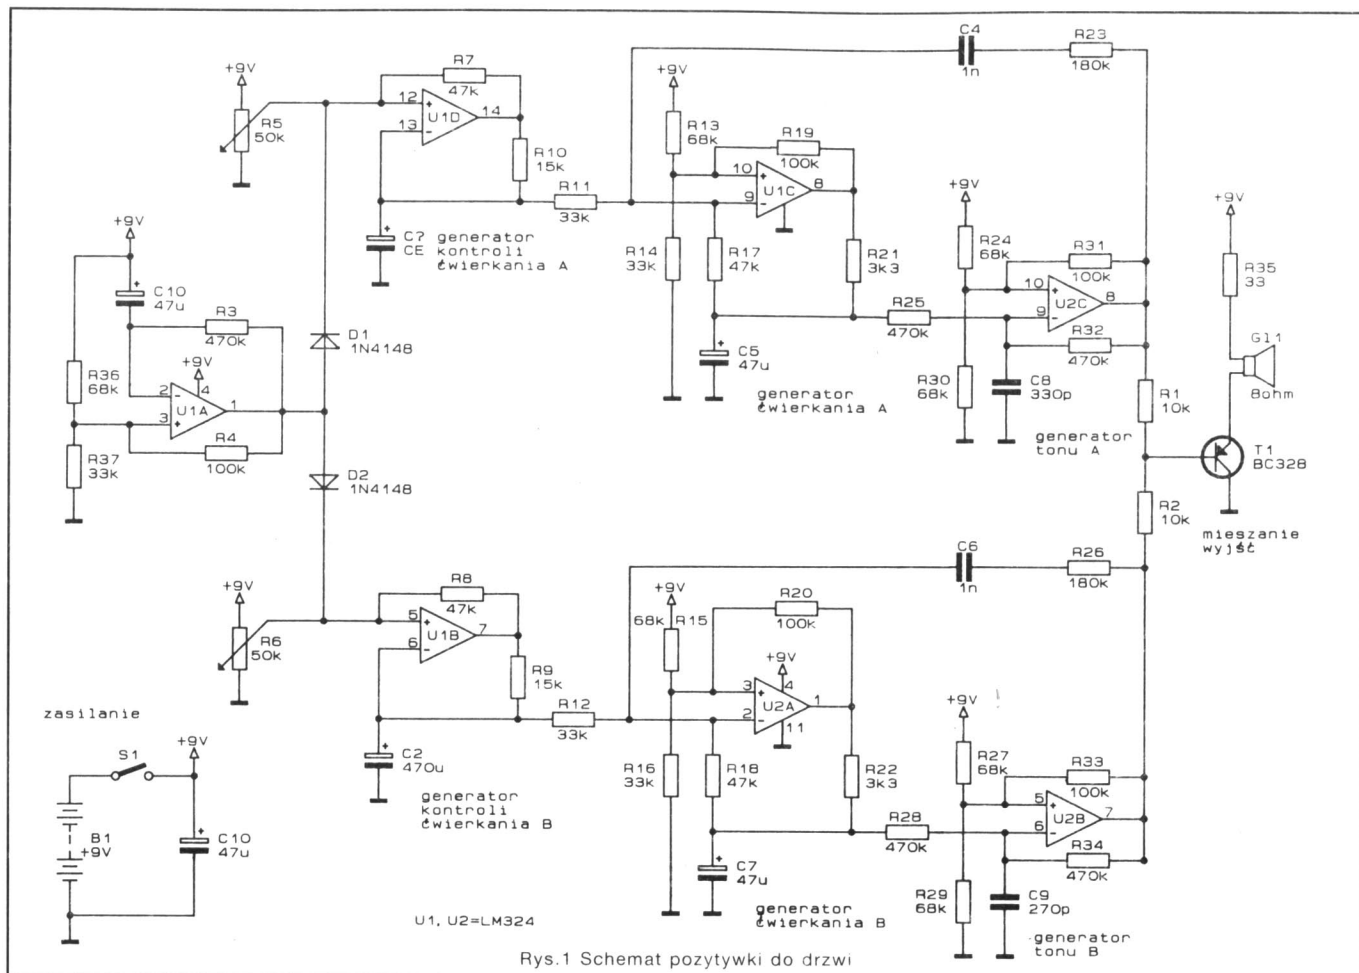 C4
1n
R23
180k
+9V
R5
50k
R7
47k
12
13
14
+
-
U1D
R10
15k
R11
33k
C?
CE
generator
kontroli
ćwierkania A
+9V
R13
68k
R14
33k
R19
100k
10
9
8
+
-
U1C
R17
47k
R21
3k3
+
C5
47u
generator
ćwierkania A
+9V
R24
68k
R30
68k
R25
470k
R31
100k
10
9
8
+
-
U2C
R32
470k
C8
330p
generator
tonu A
+9V
R35
33
Gl1
8ohm
R1
10k
T1
BC328
R2
10k
mieszanie
wyjść
+9V
+
C10
47u
R3
470k
+9V
R36
68k
2
3
4
1
-
+
U1A
R4
100k
R37
33k
D1
1N4148
D2
1N4148
C6
1n
R26
180k
+9V
R6
50k
R8
47k
5
6
7
+
-
U1B
R9
15k
R12
33k
+
C2
470u
generator
kontroli
ćwierkania B
+9V
68k
R15
R16
33k
R20
100k
+9V
3
2
4
11
1
+
-
U2A
R18
47k
R22
3k3
+
C7
47u
generator
ćwierkania B
+9V
R27
68k
R29
68k
R28
470k
R33
100k
5
6
7
+
-
U2B
R34
470k
C9
270p
generator
tonu B
zasilanie
S1
+9V
B1
+9V
+
C10
47u
U1, U2=LM324
Rys.1 Schemat pozytywki do drzwi